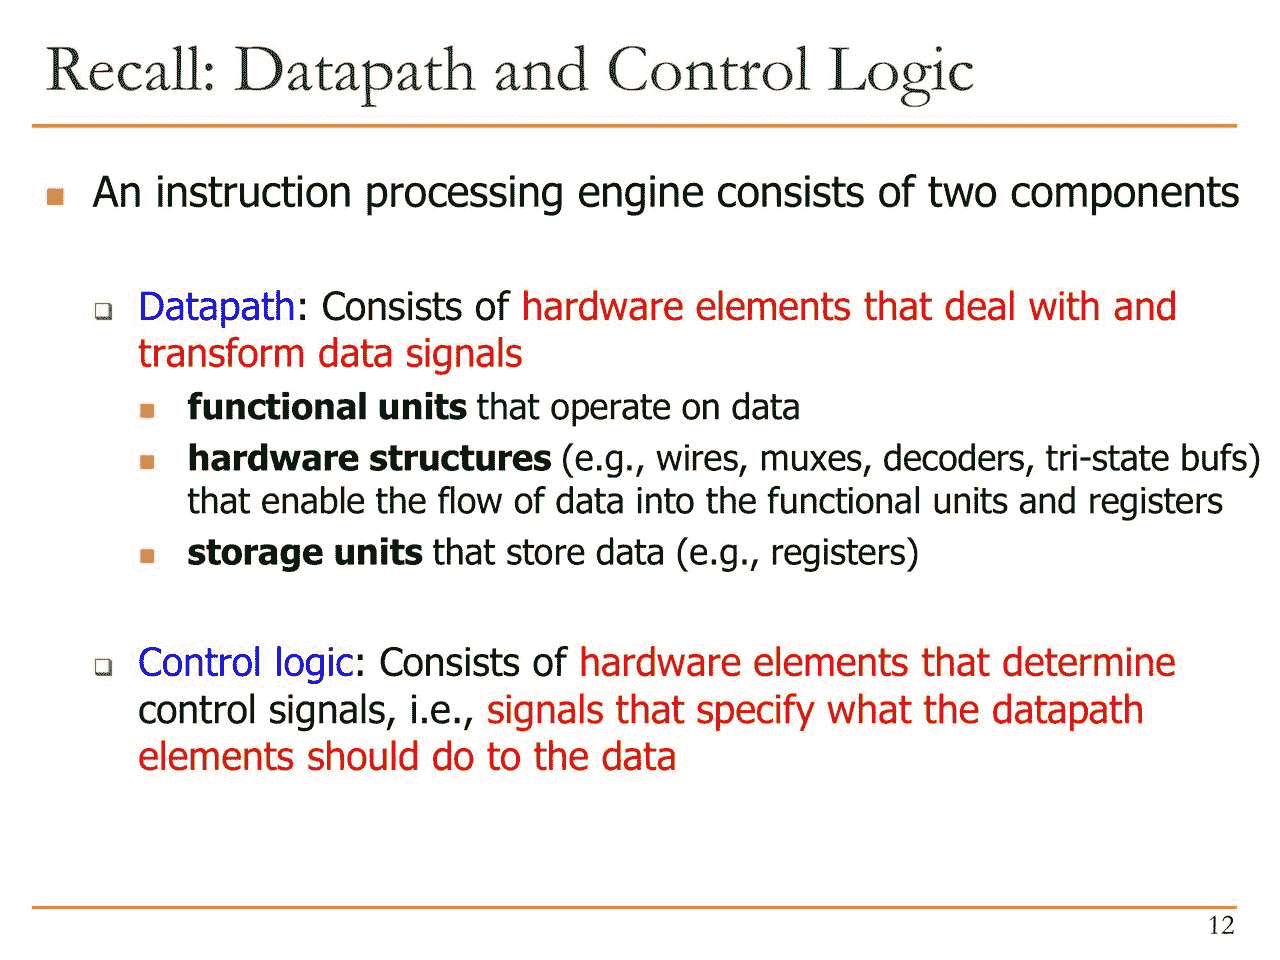 Recall: Datapath and Control Logic
An instruction processing engine consists of two components
Datapath: Consists of hardware elements that deal with and
transform data signals
functional units that operate on data
hardware structures (e.g., wires, muxes, decoders, tri-state bufs)
that enable the flow of data into the functional units and registers
storage units that store data (e.g., registers)
Control logic: Consists of hardware elements that determine
control signals, i.e., signals that specify what the datapath
elements should do to the data
12